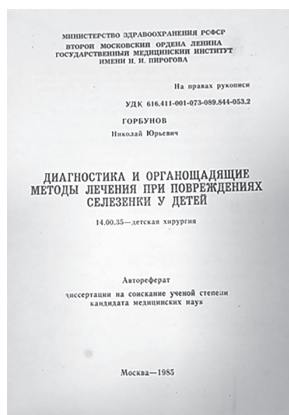 МИНИСТЕРСТВО ЗДРАВООХРАНЕНИЯ РСФСР
ВТОРОЙ МОСКОВСКИЙ ОРДЕНА ЛЕНИНА
ГОСУДАРСТВЕННЫЙ МЕДИЦИНСКИЙ ИНСТИТУТ
ИМЕНИ Н. И. ПИРОГОВА
На правах рукописи
УДК 616.411-001-073-089.844-053.2
ГОРБУНОВ
Николай Юрьевич
ДИАГНОСТИКА И ОРГАНОЩАДЯЩИЕ
МЕТОДЫ ЛЕЧЕНИЯ ПРИ ПОВРЕЖДЕНИЯХ
СЕЛЕЗЕНКИ У ДЕТЕЙ
14.00.35—детская хирургия
Автореферат
диссертации на соискание ученой степени
кандидата медицинских наук
Москва—1985